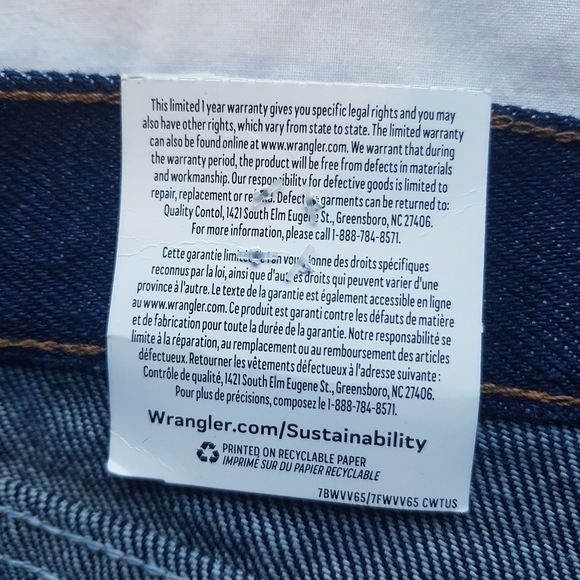 This limited 1 year warranty gives you specific legal rights and you may
also have other rights, which vary from state to state. The limited warranty
can also be found online at www.wrangler.com. We warrant that during
the warranty period, the product will be free from defects in materials
and workmanship. Our responsibility for defective goods is limited to
repair, replacement or garments can be returned to:
Quality Contol, 1421 South Elm Eugene St., Greensboro, NC 27406.
For more information, please call 1-888-784-8571.
Cette garantie an vous donne des droits spécifiques
reconnus par la loi, ainsi que d'autres droits qui peuvent varier d'une
province à l'autre. Le texte de la garantie est également accessible en ligne
au www.wrangler.com. Ce produit est garanti contre les défauts de matière
et de fabrication pour toute la durée de la garantie. Notre responsabilité se
limite à la réparation, au remplacement ou au remboursement des articles
défectueux. Retourner les vêtements défectueux à l'adresse suivante :
Contrôle de qualité, 1421 South Elm Eugene St., Greensboro, NC 27406.
Pour plus de précisions, composez le 1-888-784-8571.
Wrangler.com/Sustainability
PRINTED ON RECYCLABLE PAPER
IMPRIMÉ SUR DU PAPIER RECYCLABLE
7BWVV65/7FWVV65 CWTUS